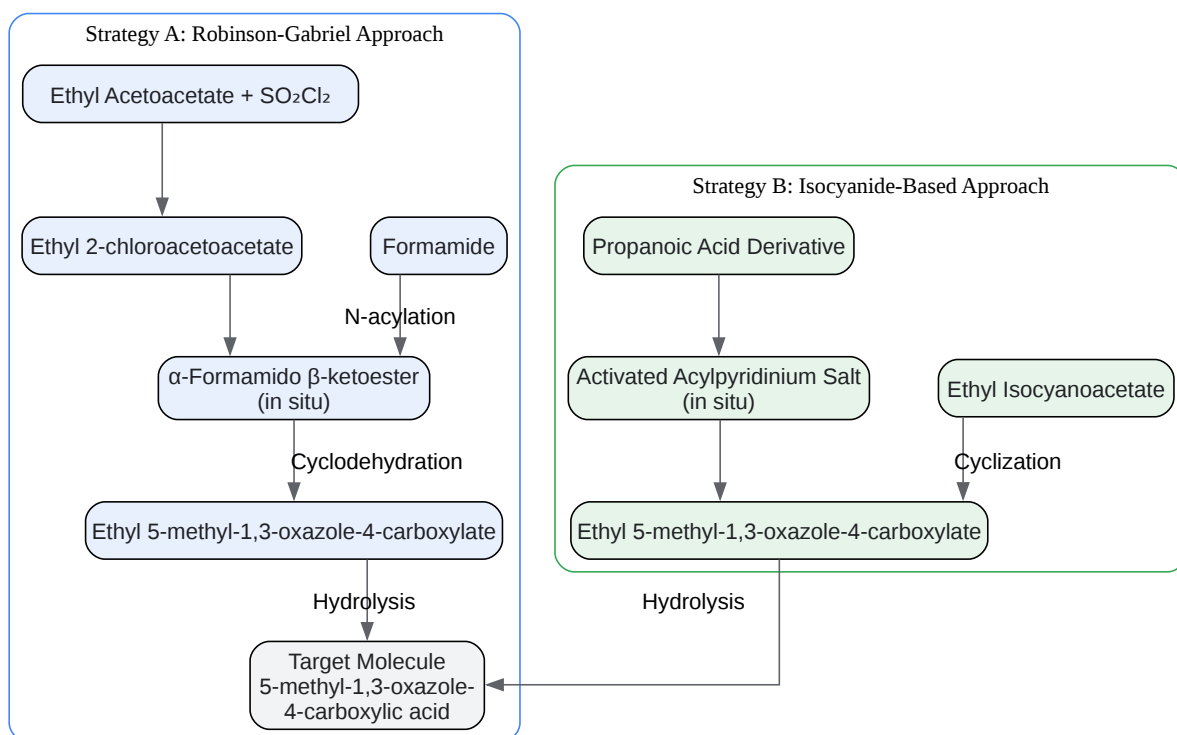 Strategy A: Robinson-Gabriel Approach
Ethyl Acetoacetate + SO₂Cl₂
Ethyl 2-chloroacetoacetate
Formamide
N-acylation
α-Formamido β-ketoester
(in situ)
Cyclodehydration
Ethyl 5-methyl-1,3-oxazole-4-carboxylate
Hydrolysis
Target Molecule
5-methyl-1,3-oxazole-
4-carboxylic acid
Strategy B: Isocyanide-Based Approach
Propanoic Acid Derivative
Activated Acylpyridinium Salt
(in situ)
Ethyl Isocyanoacetate
Cyclization
Ethyl 5-methyl-1,3-oxazole-4-carboxylate
Hydrolysis